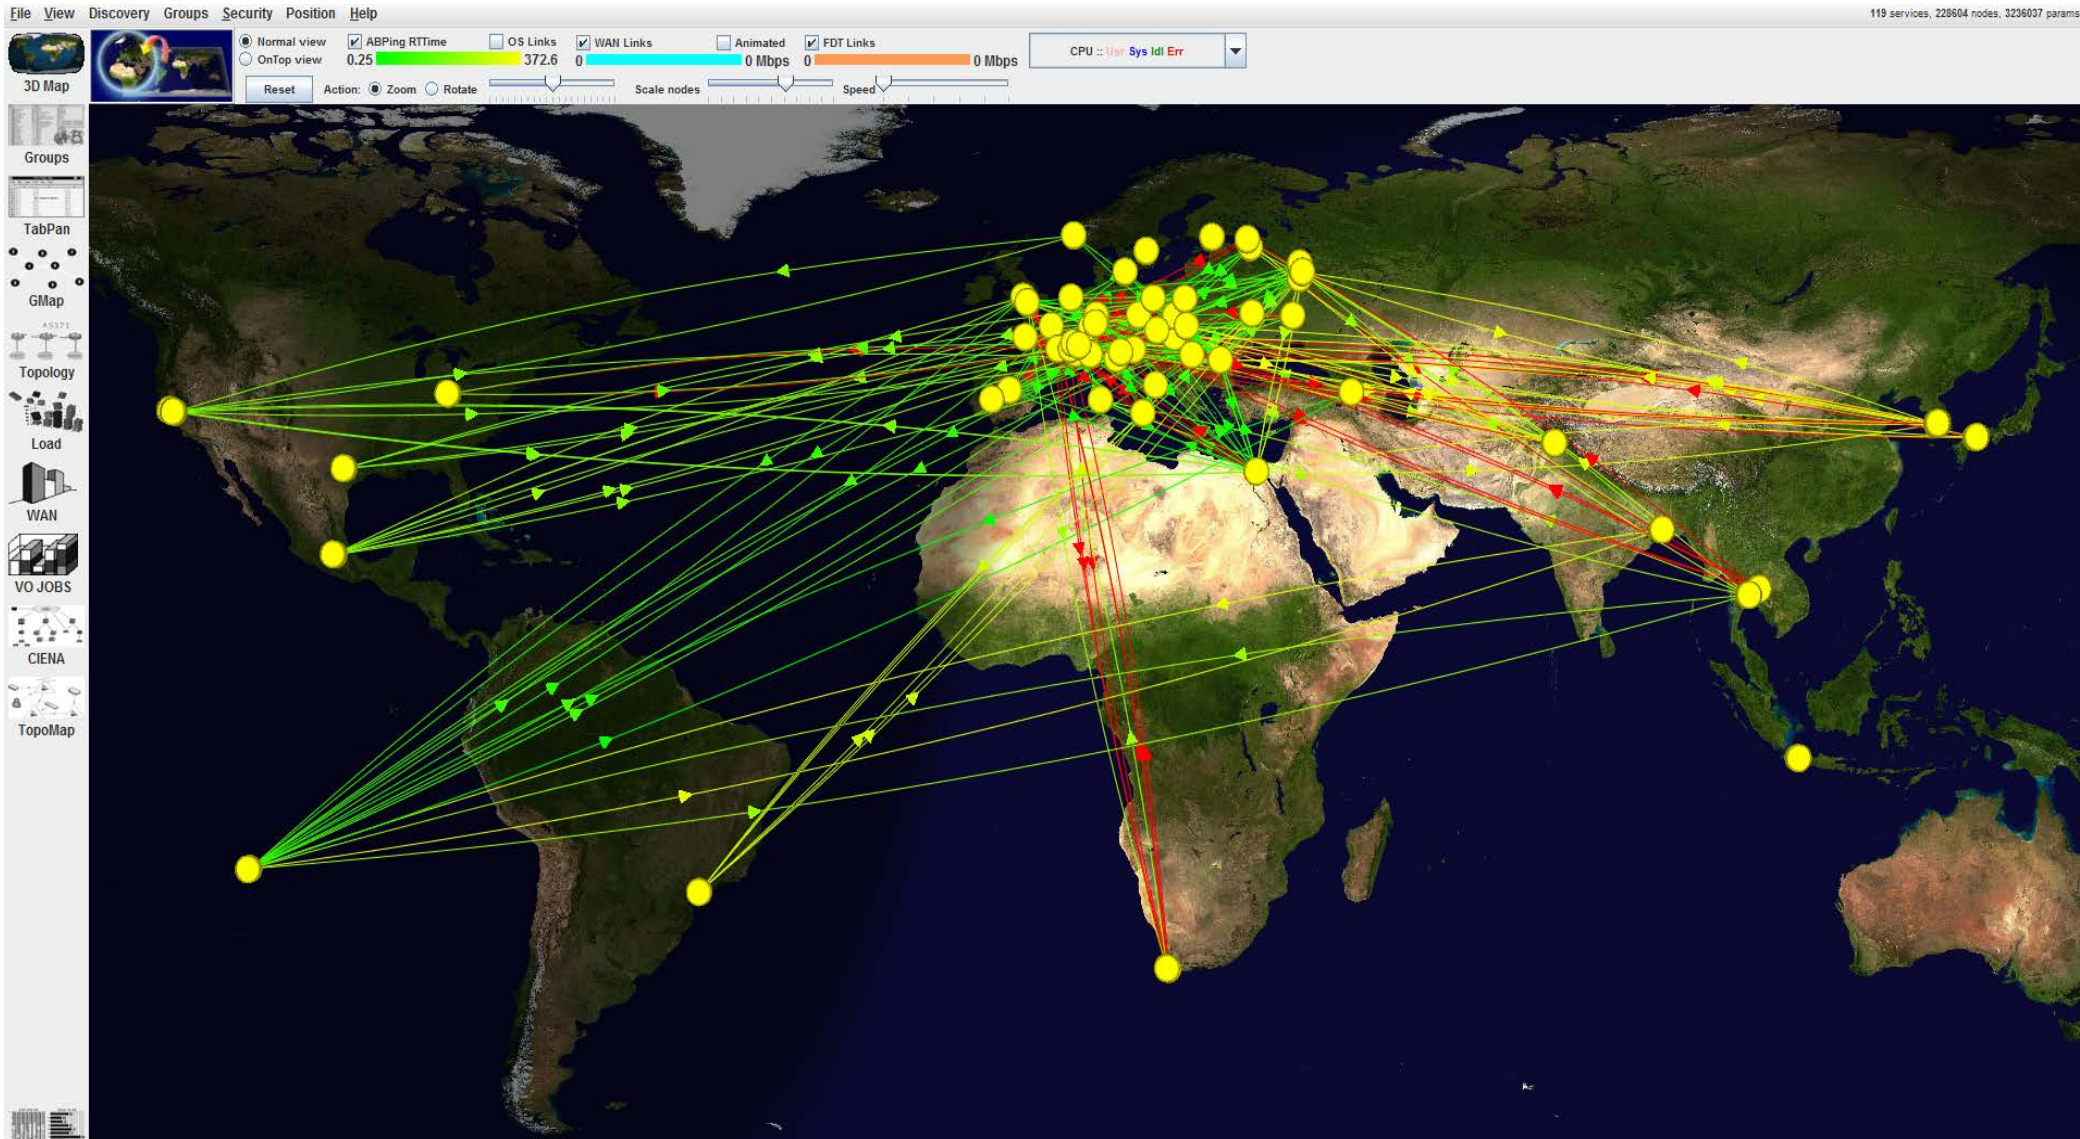 File View Discovery Groups Security Position Help
119 services, 228604 nodes, 3236037 params
Normal view
OnTop view
ABPing RTTime
0.25 372.6
OS Links
WAN Links
0 0 Mbps
Animated
FDT Links
0 0 Mbps
CPU :: Usr Sys Idl Err
Reset
Action: Zoom Rotate
Scale nodes
Speed
3D Map
Groups
TabPan
GMap
AS371
Topology
Load
WAN
VO JOBS
CIENA
TopoMap